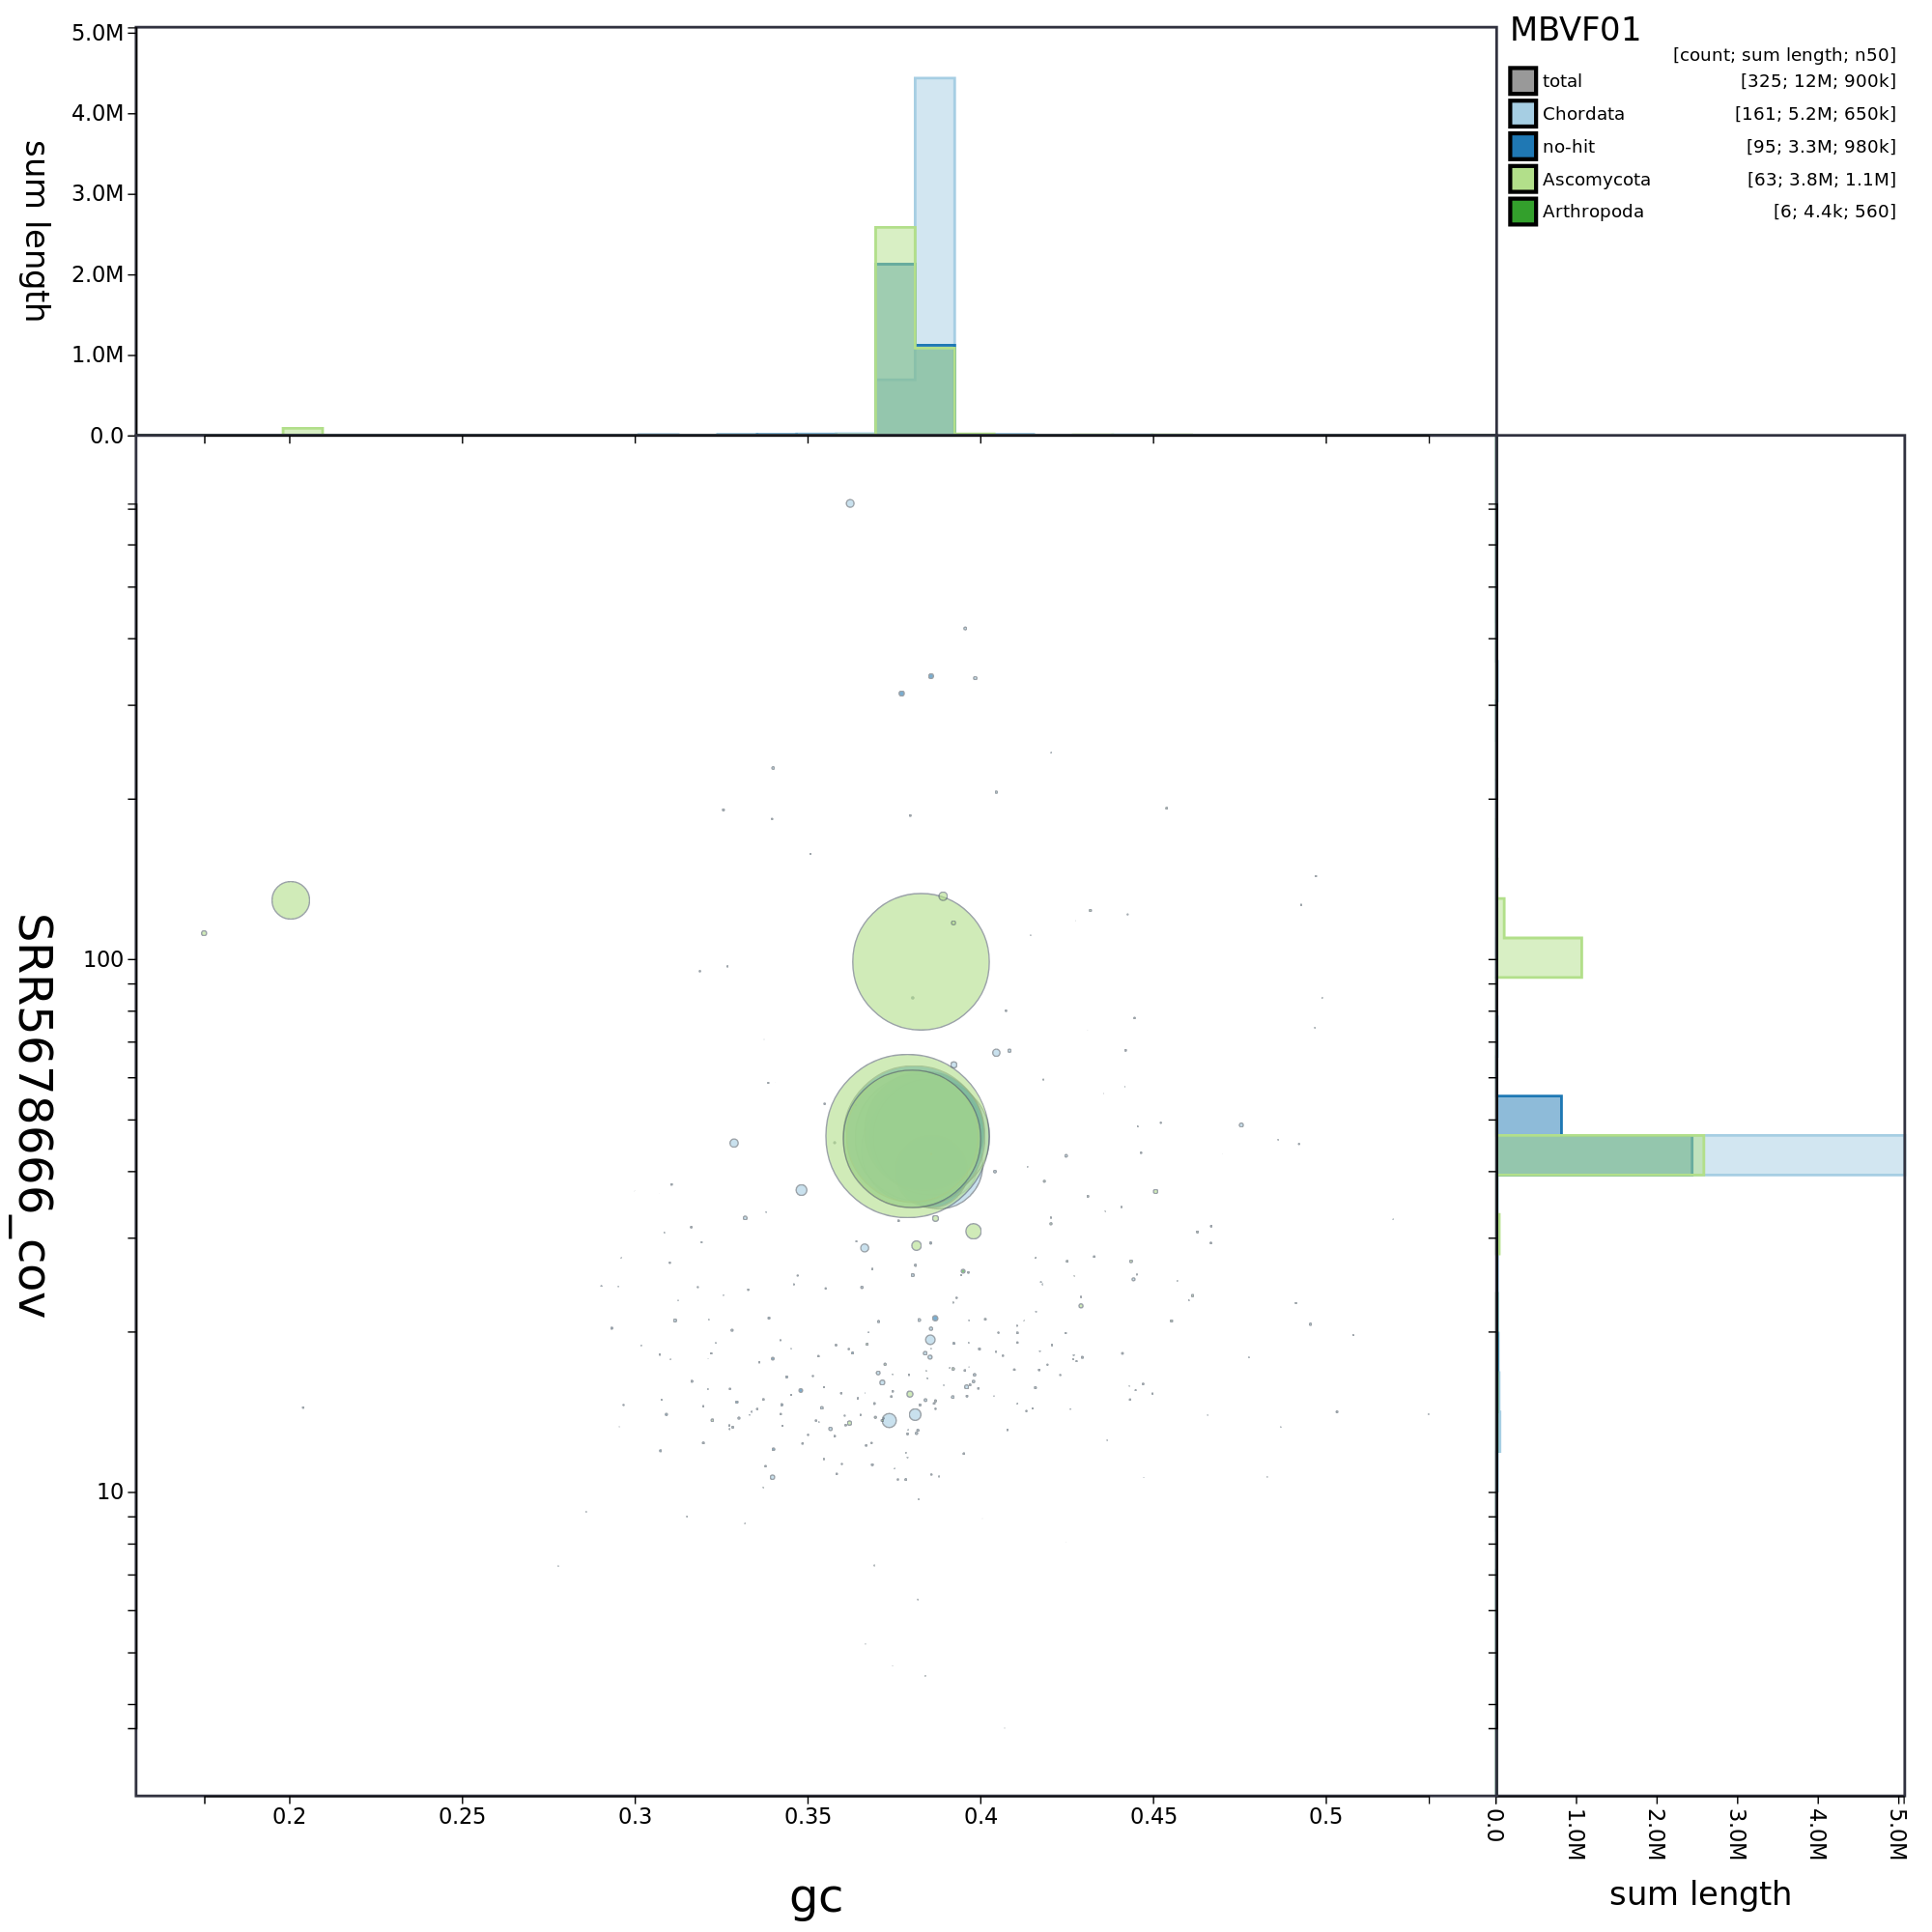 MBVF01
[count; sum length; n50]
total [325; 12M; 900k]
Chordata [161; 5.2M; 650k]
no-hit [95; 3.3M; 980k]
Ascomycota [63; 3.8M; 1.1M]
Arthropoda [6; 4.4k; 560]
sum length
5.0M
4.0M
3.0M
2.0M
1.0M
0.0
SRR5678666_cov
100
10
0.2 0.25 0.3 0.35 0.4 0.45 0.5
gc
0.0 1.0M 2.0M 3.0M 4.0M 5.0M
sum length